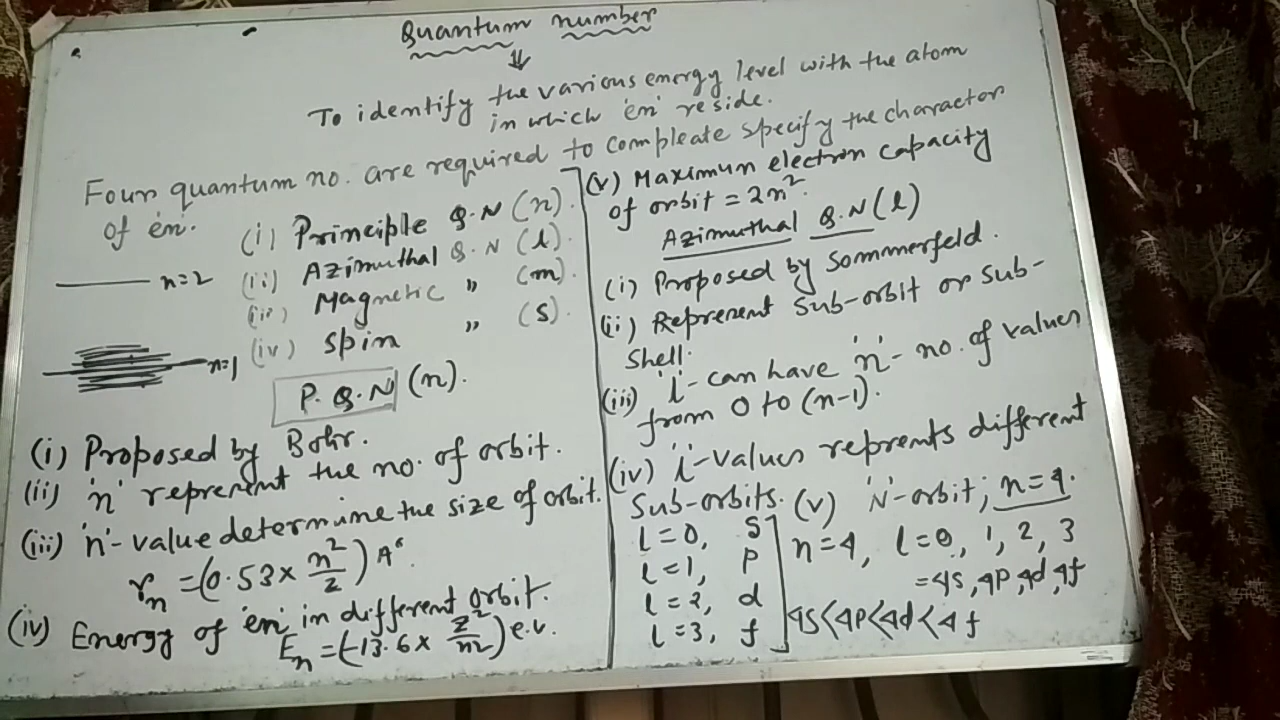 Quantum number
⇓
To identify the various energy level with the atom
in which 'en' reside.
Four quantum no. are required to compleate specify the charactor
of en.
(i) Principle Q.N (n).
(ii) Azimuthal Q.N (l).
(iii) Magnetic " (m).
(iv) Spin " (s).
n=2
n=1
P.Q.N (n).
(i) Proposed by Bohr.
(ii) 'n' reprerent the no. of orbit.
(iii) 'n'-value determine the size of orbit.
rn = (0.53 × n²/z) A°
(iv) Energy of en in different orbit.
En = (-13.6 × z²/n²) e.v.
(v) Maximun electron capacity
of orbit = 2n².
Azimuthal Q.N (l)
(i) Proposed by Sommerfeld.
(ii) Reprerent Sub-orbit or Sub-
Shell.
(iii) 'l'-can have 'n'-no. of values
from 0 to (n-1).
(iv) 'l'-values reprents different
Sub-orbits.
l=0, S
l=1, p
l=2, d
l=3, f
(v) 'N'-orbit; n=4.
n=4, l=0, 1, 2, 3
=4s, 4p, 4d, 4f
4s<4p<4d<4f